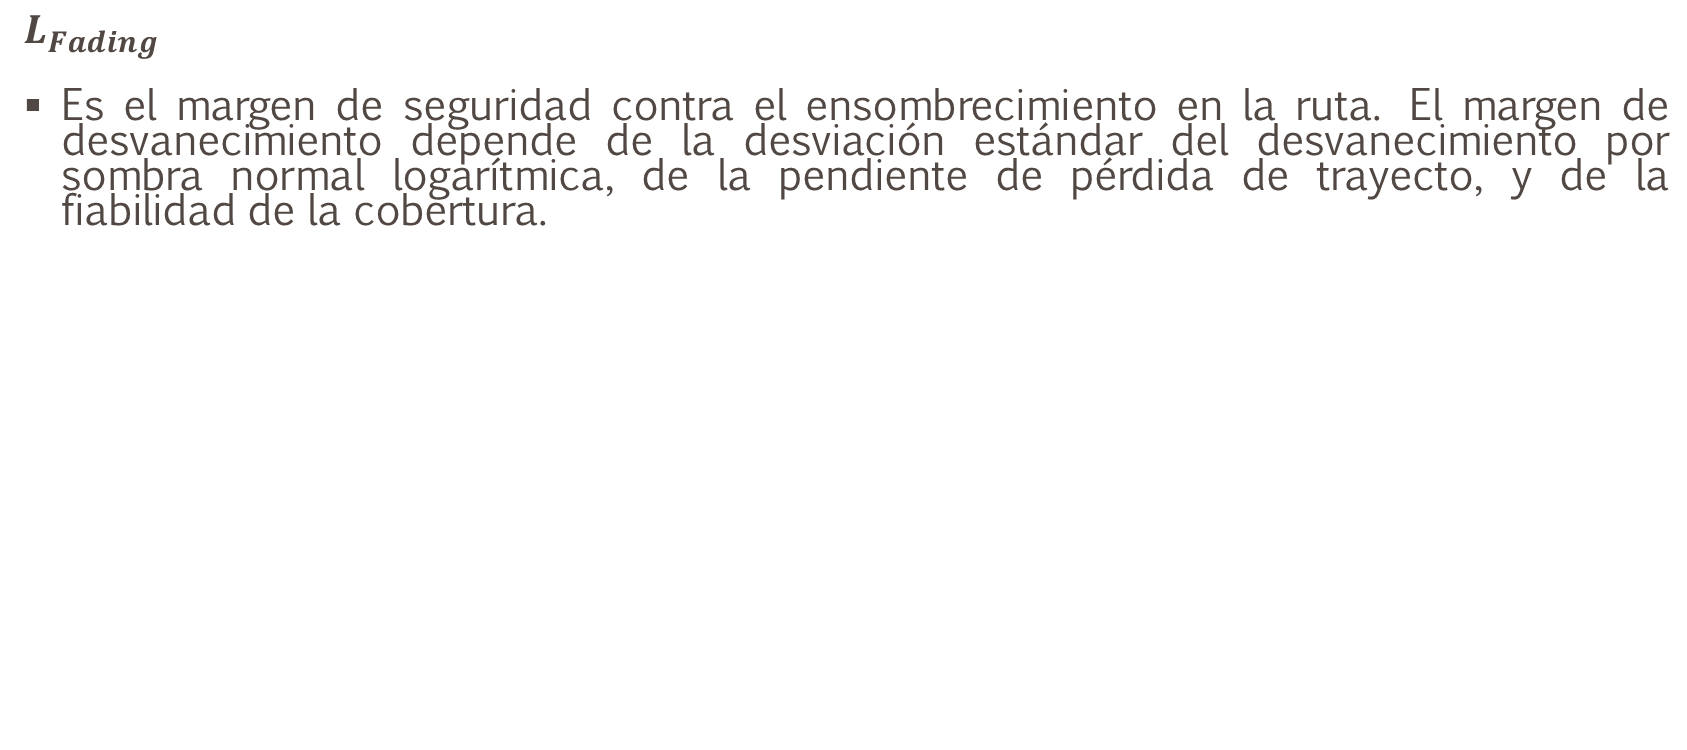 L_Fading
▪ Es el margen de seguridad contra el ensombrecimiento en la ruta. El margen de
desvanecimiento depende de la desviación estándar del desvanecimiento por
sombra normal logarítmica, de la pendiente de pérdida de trayecto, y de la
fiabilidad de la cobertura.